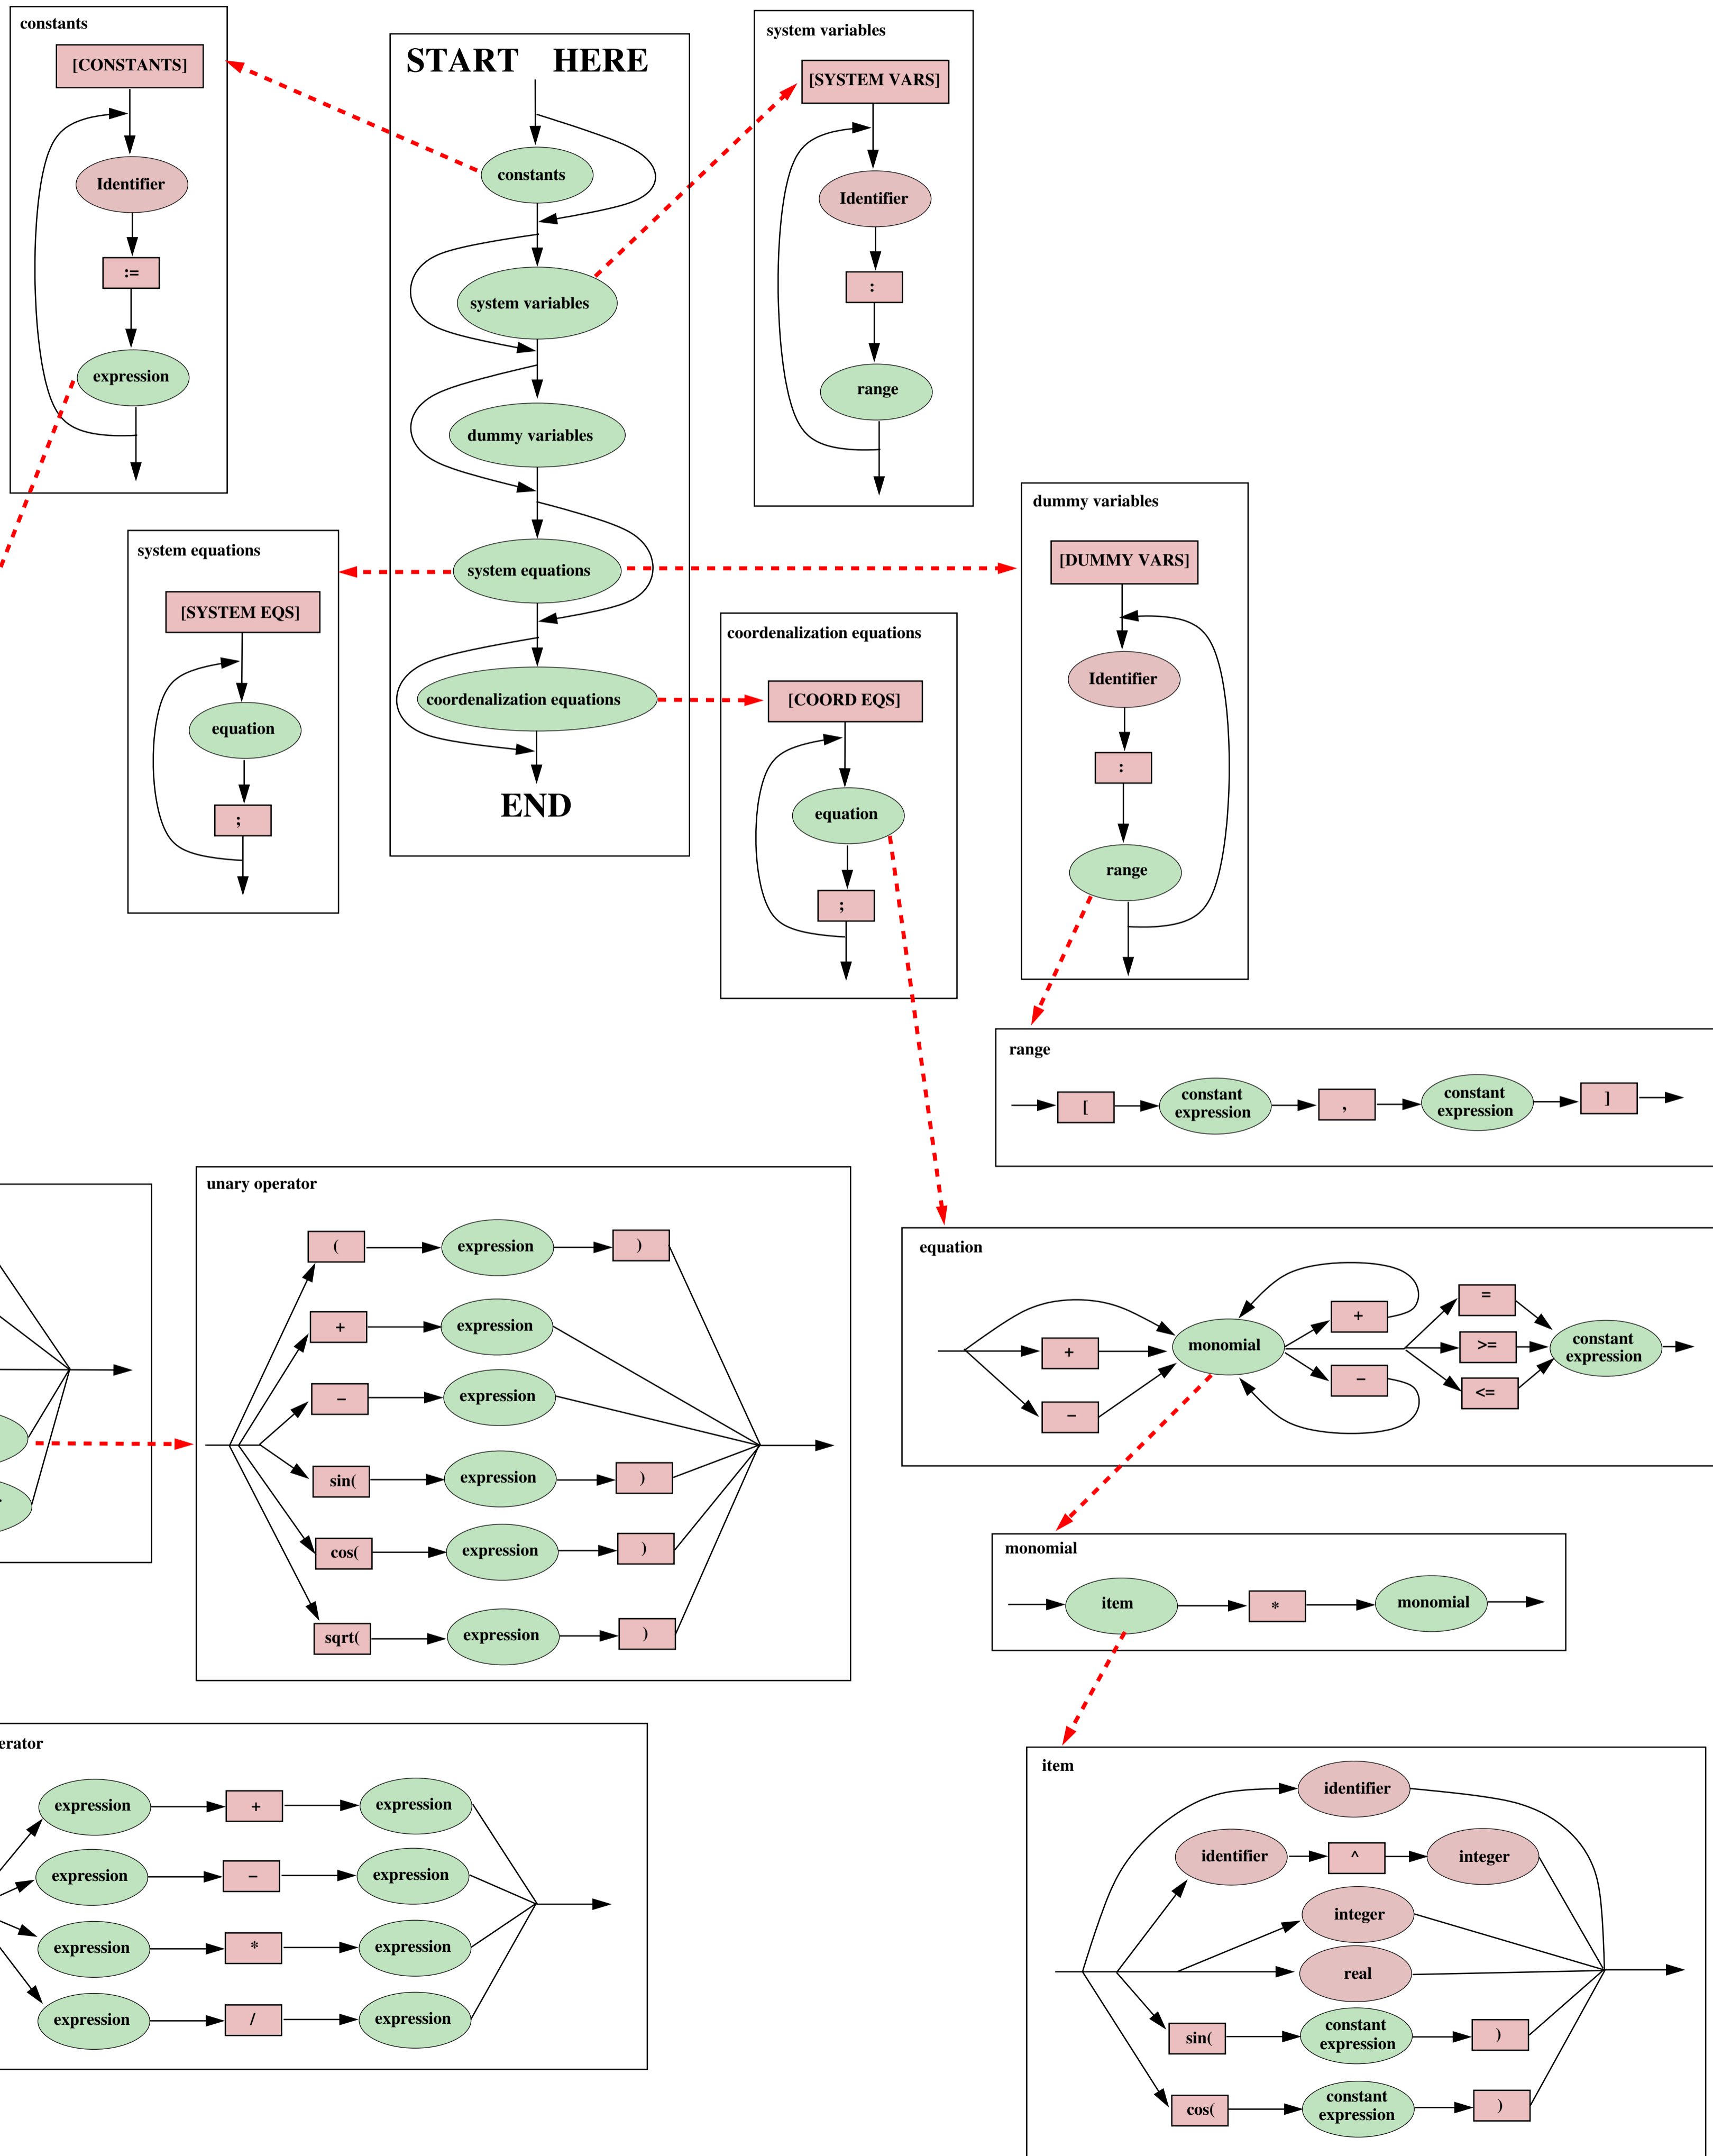 constants
[CONSTANTS]
Identifier
:=
expression
START HERE
constants
system variables
dummy variables
system equations
coordenalization equations
END
system variables
[SYSTEM VARS]
Identifier
:
range
system equations
[SYSTEM EQS]
equation
;
coordenalization equations
[COORD EQS]
equation
;
dummy variables
[DUMMY VARS]
Identifier
:
range
range
[
constant
expression
,
constant
expression
]
unary operator
( expression )
+ expression
− expression
sin( expression )
cos( expression )
sqrt( expression )
equation
+
−
monomial
+
−
=
>=
<=
constant
expression
monomial
item * monomial
erator
expression + expression
expression − expression
expression * expression
expression / expression
item
identifier
identifier ^ integer
integer
real
sin( constant
expression )
cos( constant
expression )